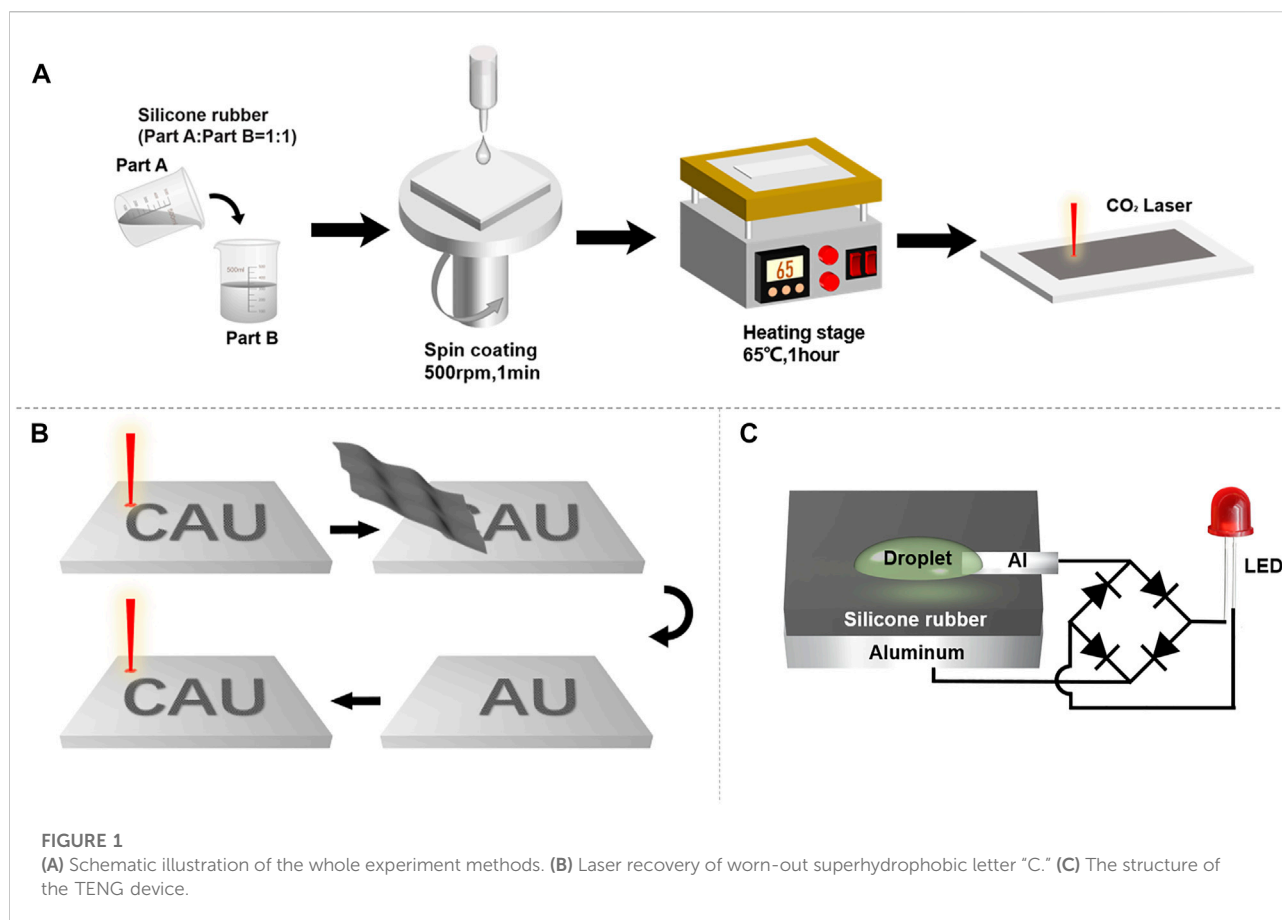 A
Silicone rubber
(Part A:Part B=1:1)
Part A
500ml
Part B
Spin coating
500rpm,1min
65
Heating stage
65℃,1hour
CO₂ Laser
B
CAU
CAU
CAU
AU
C
Droplet
Al
Silicone rubber
Aluminum
LED
FIGURE 1
(A) Schematic illustration of the whole experiment methods. (B) Laser recovery of worn-out superhydrophobic letter “C.” (C) The structure of
the TENG device.